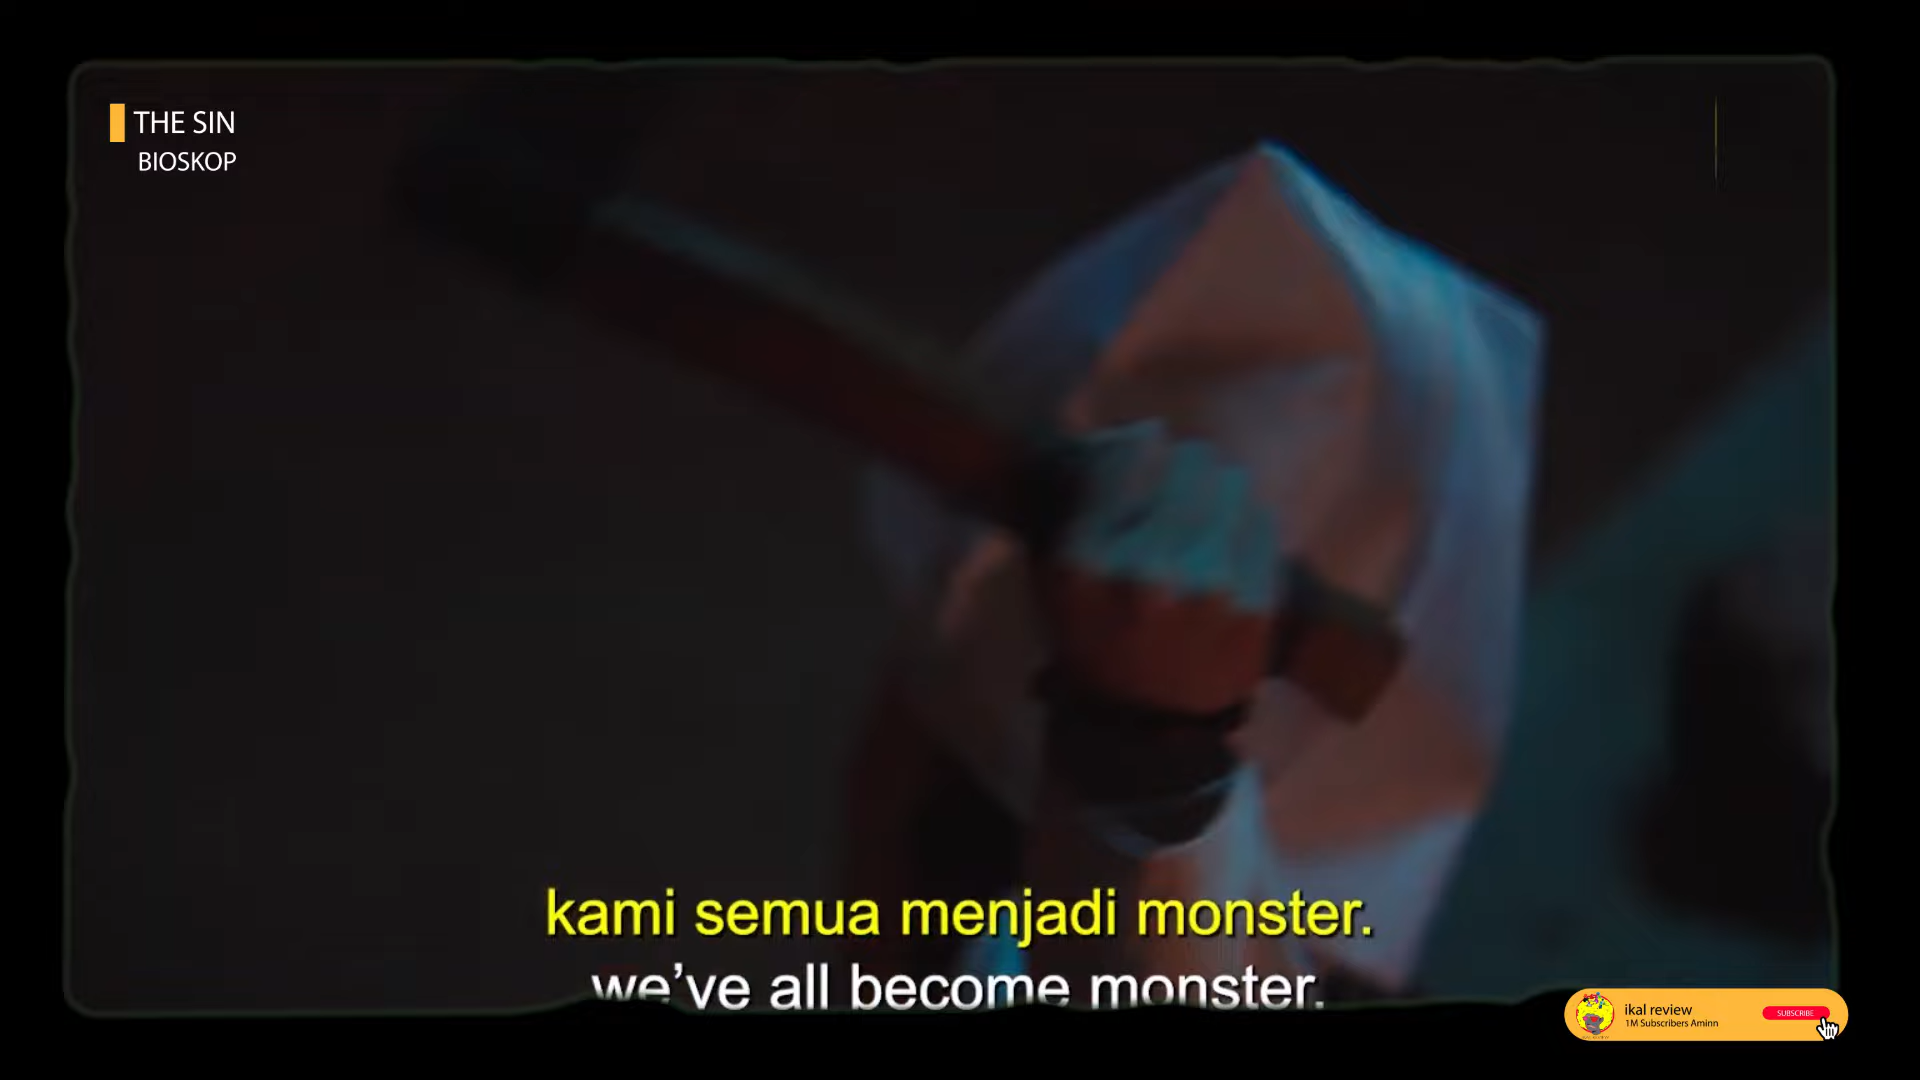 THE SIN
BIOSKOP
kami semua menjadi monster.
we've all become monster.
ikal review
1M Subscribers Aminn
SUBSCRIBE